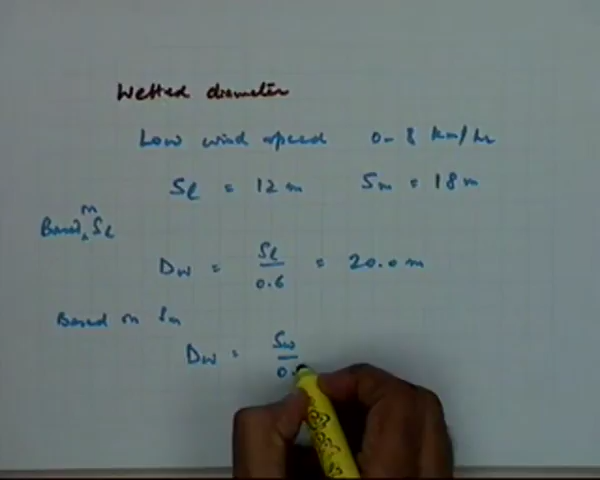 Wetted diameter
Low wind speed 0-8 km/hr
Sl = 12 m Sm = 18 m
Based on Sl
Dw = Sl/0.6 = 20.0 m
Based on Sm
Dw = Sw/0.